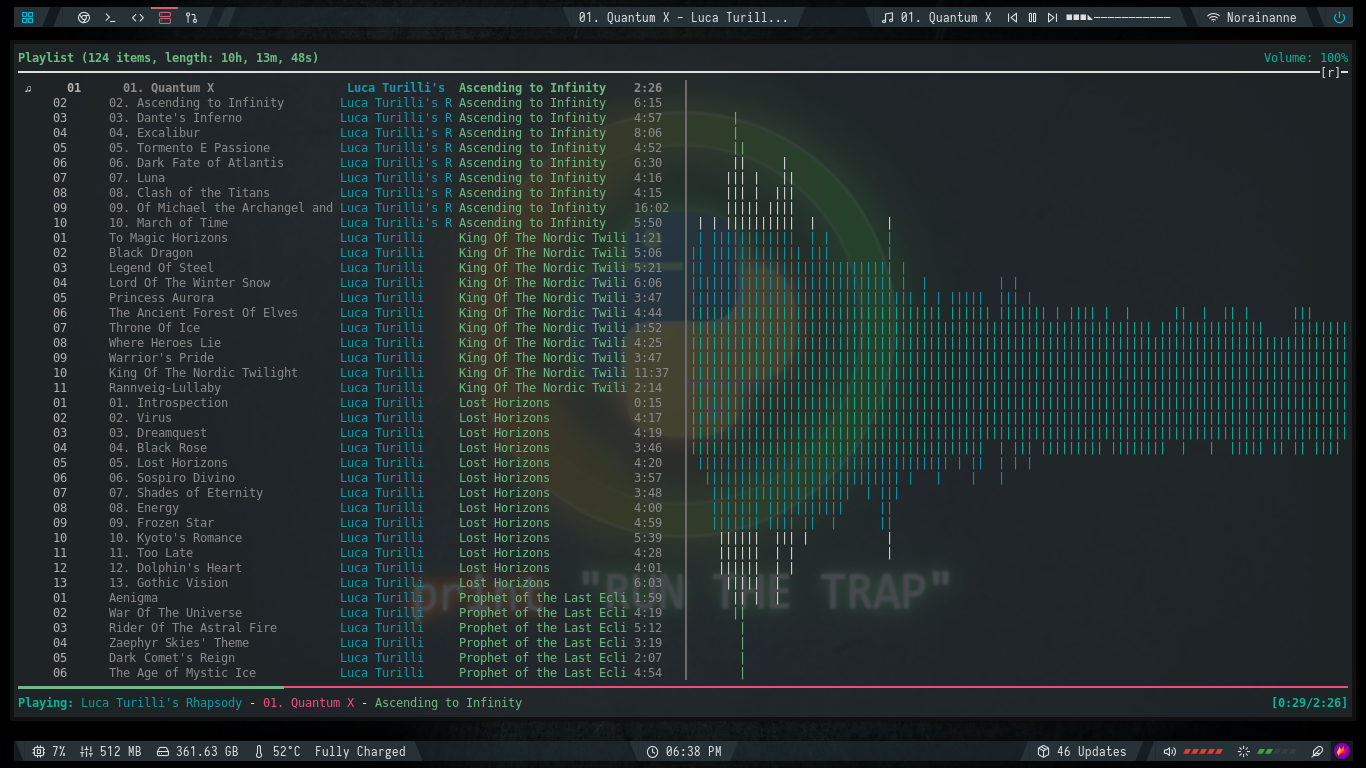 01. Quantum X - Luca Turill...
01. Quantum X
Norainanne
Playlist (124 items, length: 10h, 13m, 48s)
Volume: 100%
[r]
01 01. Quantum X Luca Turilli's Ascending to Infinity 2:26
02 02. Ascending to Infinity Luca Turilli's R Ascending to Infinity 6:15
03 03. Dante's Inferno Luca Turilli's R Ascending to Infinity 4:57
04 04. Excalibur Luca Turilli's R Ascending to Infinity 8:06
05 05. Tormento E Passione Luca Turilli's R Ascending to Infinity 4:52
06 06. Dark Fate of Atlantis Luca Turilli's R Ascending to Infinity 6:30
07 07. Luna Luca Turilli's R Ascending to Infinity 4:16
08 08. Clash of the Titans Luca Turilli's R Ascending to Infinity 4:15
09 09. Of Michael the Archangel and Luca Turilli's R Ascending to Infinity 16:02
10 10. March of Time Luca Turilli's R Ascending to Infinity 5:50
01 To Magic Horizons Luca Turilli King Of The Nordic Twili 1:21
02 Black Dragon Luca Turilli King Of The Nordic Twili 5:06
03 Legend Of Steel Luca Turilli King Of The Nordic Twili 5:21
04 Lord Of The Winter Snow Luca Turilli King Of The Nordic Twili 6:06
05 Princess Aurora Luca Turilli King Of The Nordic Twili 3:47
06 The Ancient Forest Of Elves Luca Turilli King Of The Nordic Twili 4:44
07 Throne Of Ice Luca Turilli King Of The Nordic Twili 1:52
08 Where Heroes Lie Luca Turilli King Of The Nordic Twili 4:25
09 Warrior's Pride Luca Turilli King Of The Nordic Twili 3:47
10 King Of The Nordic Twilight Luca Turilli King Of The Nordic Twili 11:37
11 Rannveig-Lullaby Luca Turilli King Of The Nordic Twili 2:14
01 01. Introspection Luca Turilli Lost Horizons 0:15
02 02. Virus Luca Turilli Lost Horizons 4:17
03 03. Dreamquest Luca Turilli Lost Horizons 4:19
04 04. Black Rose Luca Turilli Lost Horizons 3:46
05 05. Lost Horizons Luca Turilli Lost Horizons 4:20
06 06. Sospiro Divino Luca Turilli Lost Horizons 3:57
07 07. Shades of Eternity Luca Turilli Lost Horizons 3:48
08 08. Energy Luca Turilli Lost Horizons 4:00
09 09. Frozen Star Luca Turilli Lost Horizons 4:59
10 10. Kyoto's Romance Luca Turilli Lost Horizons 5:39
11 11. Too Late Luca Turilli Lost Horizons 4:28
12 12. Dolphin's Heart Luca Turilli Lost Horizons 4:01
13 13. Gothic Vision Luca Turilli Lost Horizons 6:03
print "RUN THE TRAP"
01 Aenigma Luca Turilli Prophet of the Last Ecli 1:59
02 War Of The Universe Luca Turilli Prophet of the Last Ecli 4:19
03 Rider Of The Astral Fire Luca Turilli Prophet of the Last Ecli 5:12
04 Zaephyr Skies' Theme Luca Turilli Prophet of the Last Ecli 3:19
05 Dark Comet's Reign Luca Turilli Prophet of the Last Ecli 2:07
06 The Age of Mystic Ice Luca Turilli Prophet of the Last Ecli 4:54
Playing: Luca Turilli's Rhapsody - 01. Quantum X - Ascending to Infinity [0:29/2:26]
7% 512 MB 361.63 GB 52°C Fully Charged
06:38 PM
46 Updates